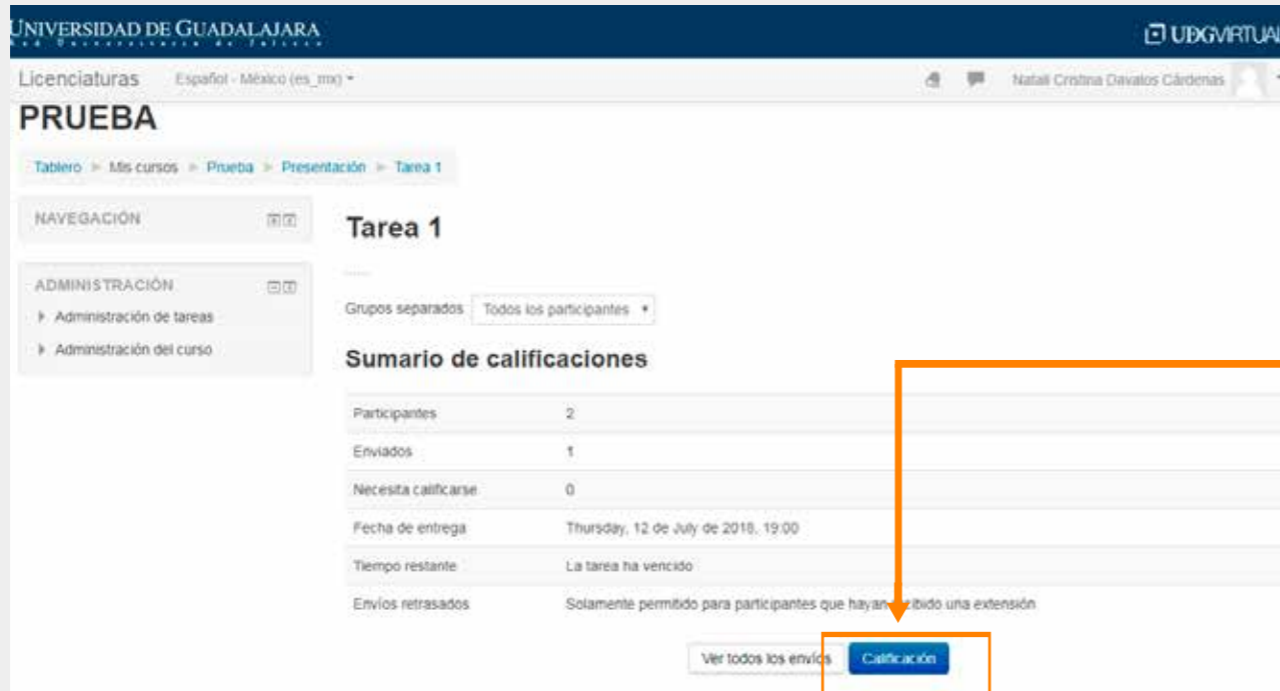 UNIVERSIDAD DE GUADALAJARA
Red Universitaria de Jalisco
UDGVIRTUAL
Licenciaturas Español - México (es_mx)
Natali Cristina Davalos Cárdenas
PRUEBA
Tablero Mis cursos Prueba Presentación Tarea 1
NAVEGACIÓN
ADMINISTRACIÓN
Administración de tareas
Administración del curso
Tarea 1
Grupos separados Todos los participantes
Sumario de calificaciones
Participantes 2
Enviados 1
Necesita calificarse 0
Fecha de entrega Thursday, 12 de July de 2018, 19:00
Tiempo restante La tarea ha vencido
Envíos retrasados Solamente permitido para participantes que hayan recibido una extensión
Ver todos los envíos Calificación